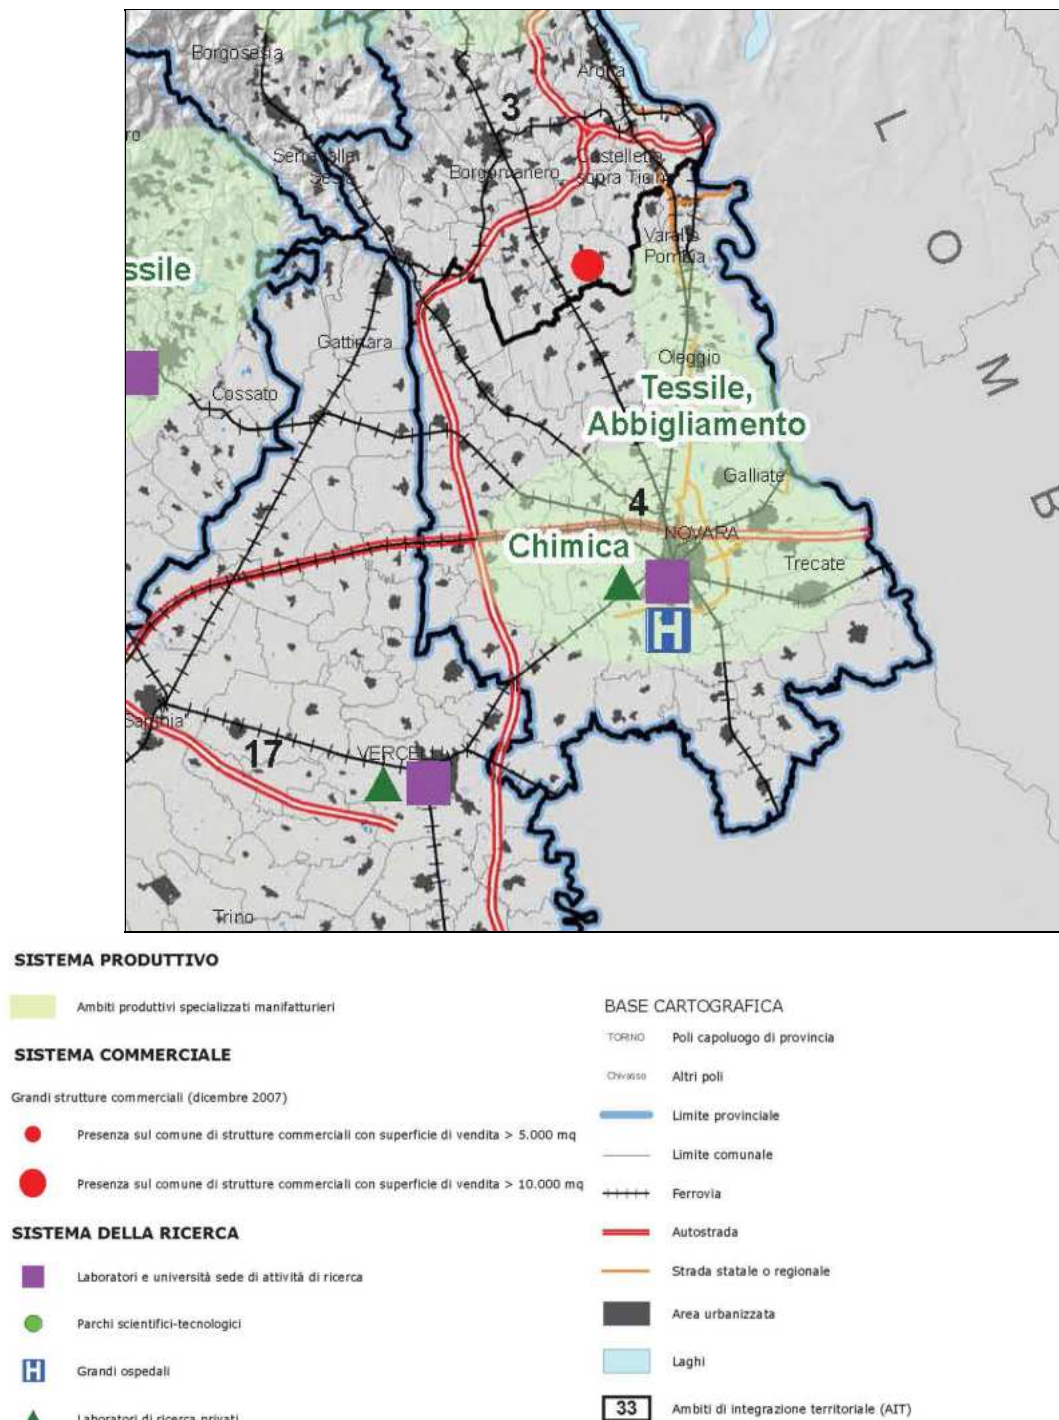 Borgosesia
Arona
3
L
ro
Serravalle
Sesia
Borgomanero
Castelletto
sopra Ticino
O
Varallo
Pombia
ssile
Gattinara
Oleggio
M
Cossato
Tessile,
Abbigliamento
Galliate
B
4
NOVARA
Chimica
Trecate
H
Santhia'
17
VERCELLI
Trino
SISTEMA PRODUTTIVO
Ambiti produttivi specializzati manifatturieri
SISTEMA COMMERCIALE
Grandi strutture commerciali (dicembre 2007)
Presenza sul comune di strutture commerciali con superficie di vendita > 5.000 mq
Presenza sul comune di strutture commerciali con superficie di vendita > 10.000 mq
SISTEMA DELLA RICERCA
Laboratori e università sede di attività di ricerca
Parchi scientifici-tecnologici
H Grandi ospedali
Laboratori di ricerca privati
BASE CARTOGRAFICA
TORINO Poli capoluogo di provincia
Chivasso Altri poli
Limite provinciale
Limite comunale
Ferrovia
Autostrada
Strada statale o regionale
Area urbanizzata
Laghi
33 Ambiti di integrazione territoriale (AIT)